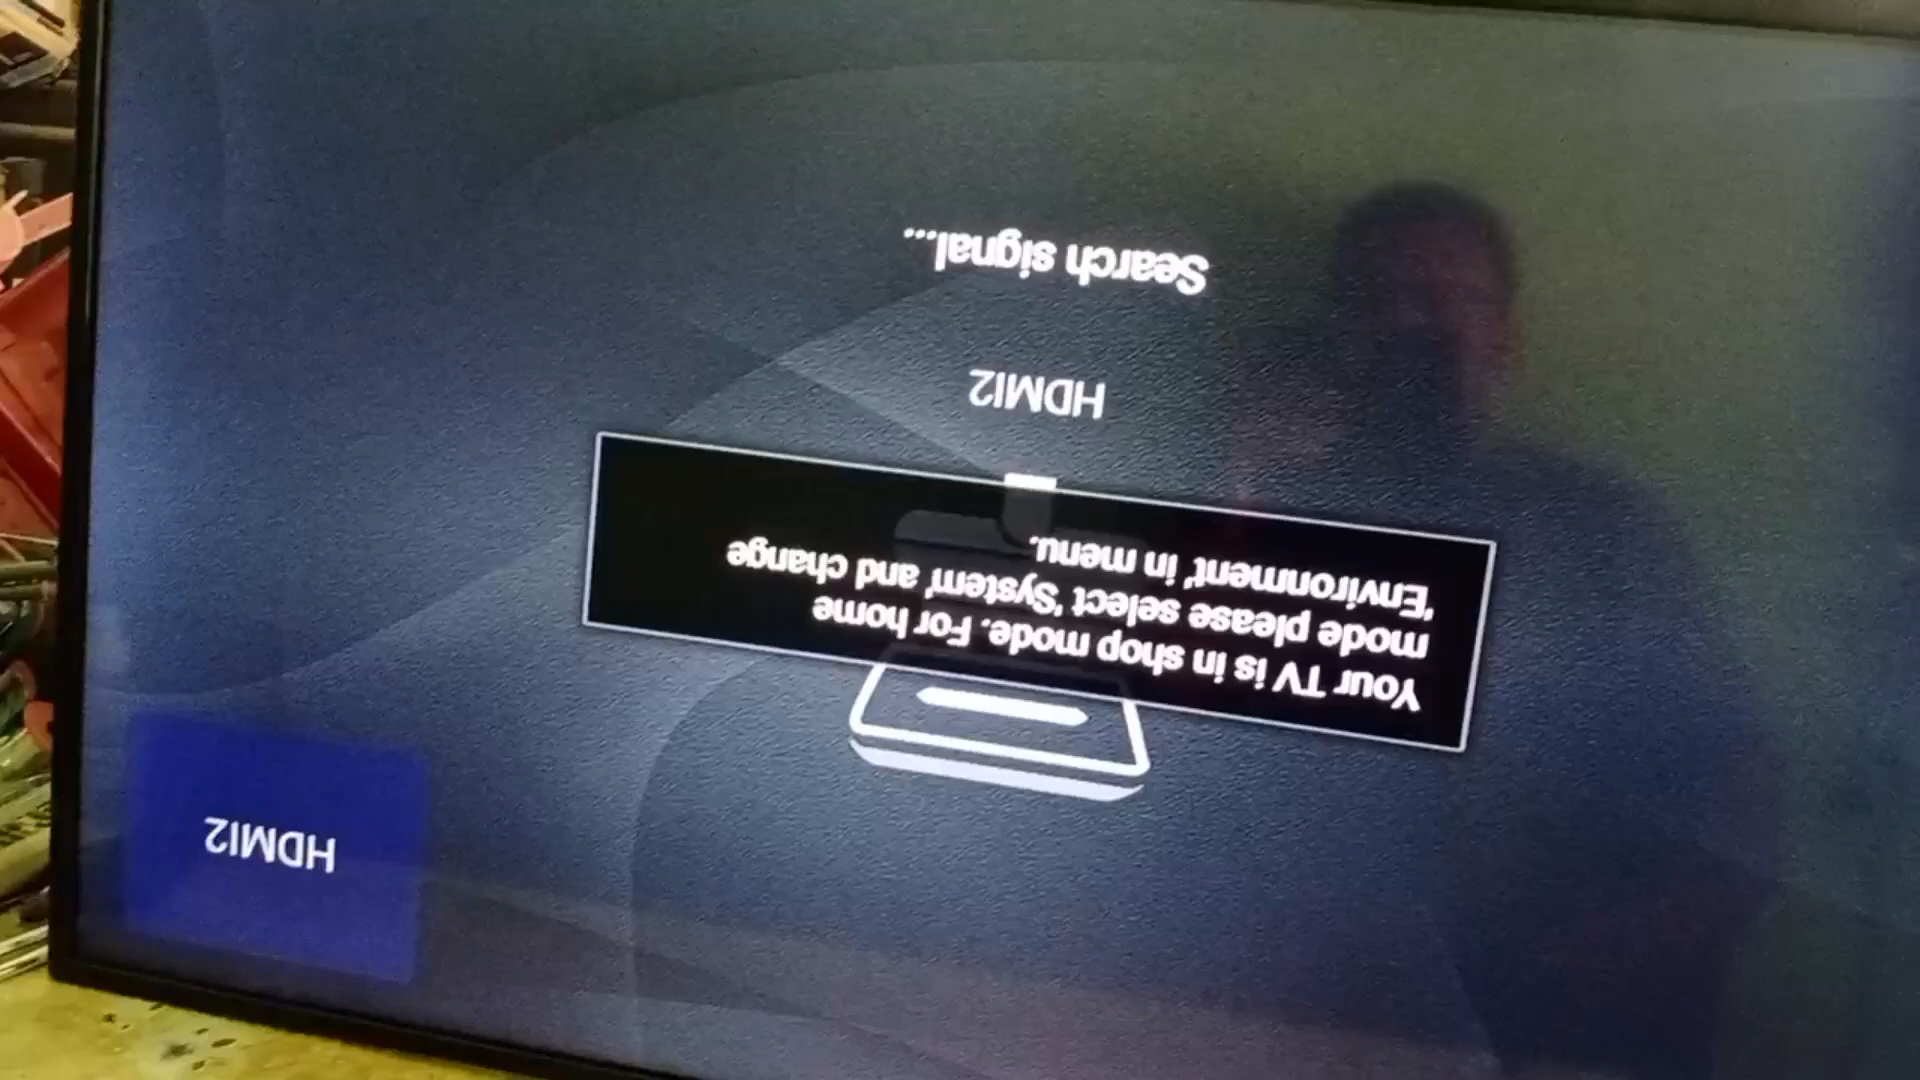 HDMI2
Your TV is in shop mode. For home
mode please select 'System' and change
'Environment' in menu.
HDMI2
Search signal...